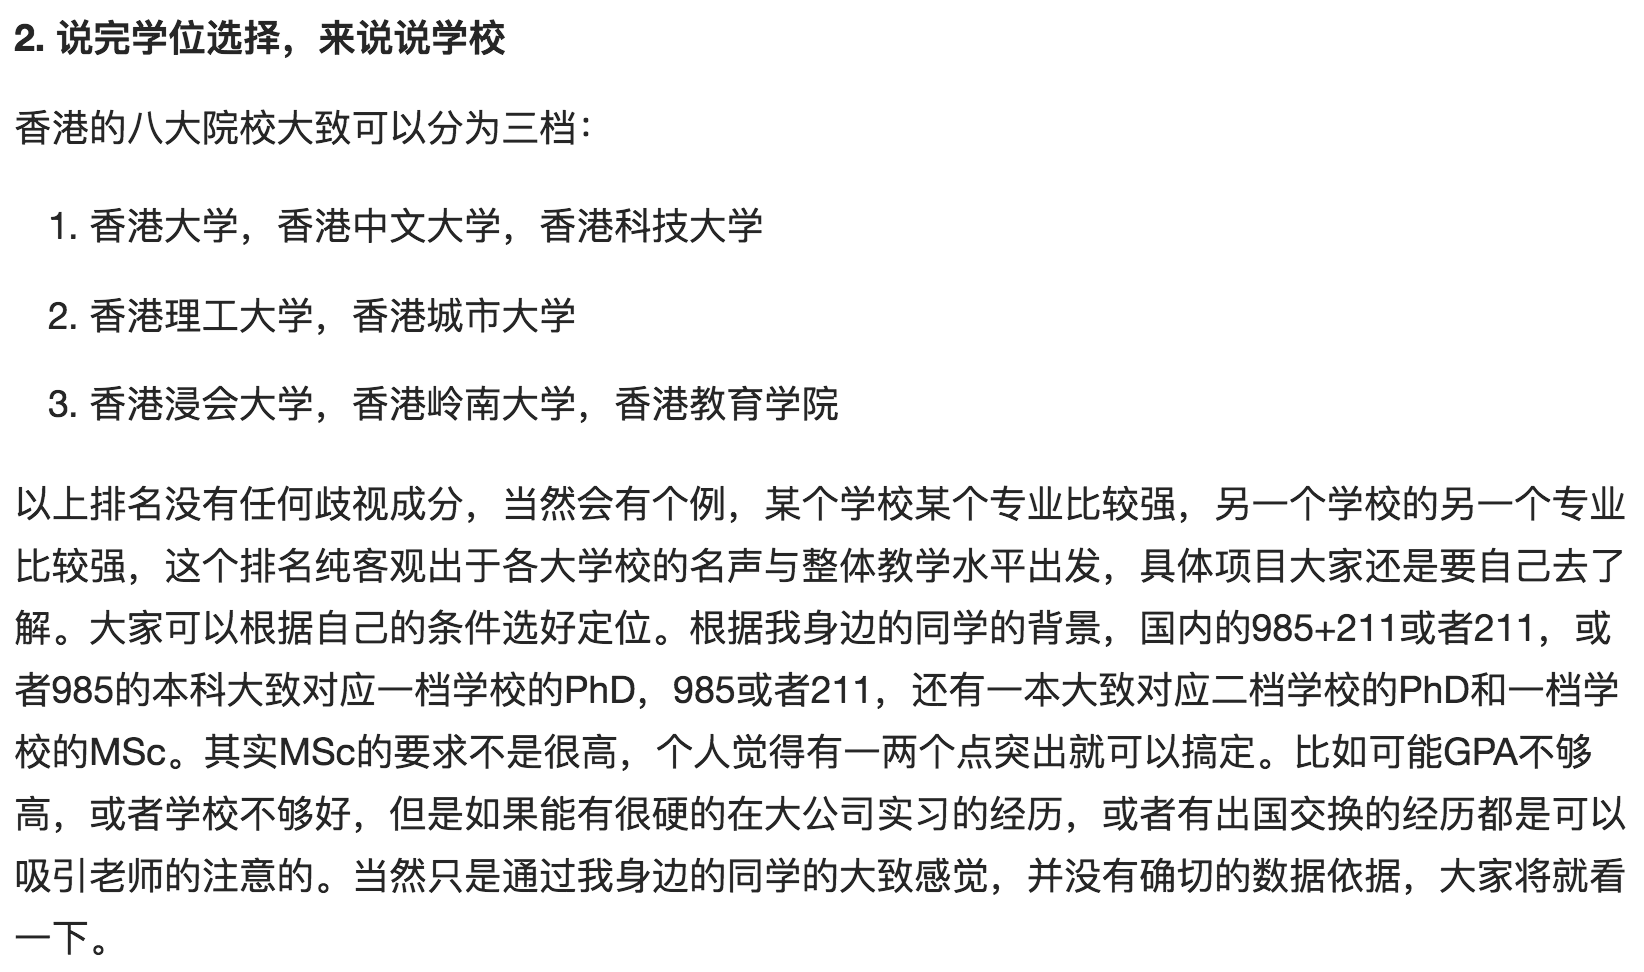 2. 说完学位选择，来说说学校
香港的八大院校大致可以分为三档：
1. 香港大学，香港中文大学，香港科技大学
2. 香港理工大学，香港城市大学
3. 香港浸会大学，香港岭南大学，香港教育学院
以上排名没有任何歧视成分，当然会有个例，某个学校某个专业比较强，另一个学校的另一个专业
比较强，这个排名纯客观出于各大学校的名声与整体教学水平出发，具体项目大家还是要自己去了
解。大家可以根据自己的条件选好定位。根据我身边的同学的背景，国内的985+211或者211，或
者985的本科大致对应一档学校的PhD，985或者211，还有一本大致对应二档学校的PhD和一档学
校的MSc。其实MSc的要求不是很高，个人觉得有一两个点突出就可以搞定。比如可能GPA不够
高，或者学校不够好，但是如果能有很硬的在大公司实习的经历，或者有出国交换的经历都是可以
吸引老师的注意的。当然只是通过我身边的同学的大致感觉，并没有确切的数据依据，大家将就看
一下。